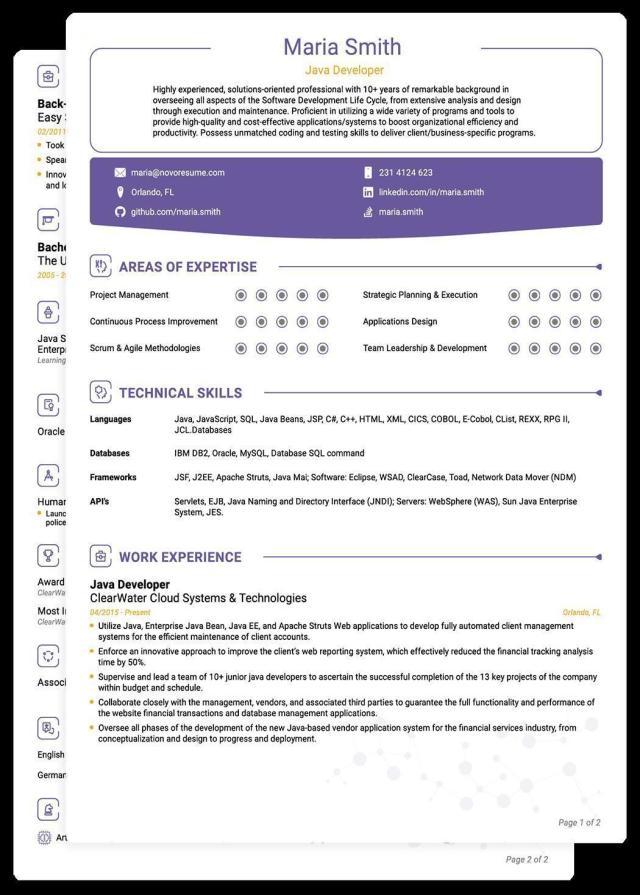 Maria Smith
Java Developer
Highly experienced, solutions-oriented professional with 10+ years of remarkable background in
overseeing all aspects of the Software Development Life Cycle, from extensive analysis and design
through execution and maintenance. Proficient in utilizing a wide variety of programs and tools to
provide high-quality and cost-effective applications/systems to boost organizational efficiency and
productivity. Possess unmatched coding and testing skills to deliver client/business-specific programs.
maria@novoresume.com
231 4124 623
Orlando, FL
linkedin.com/in/maria.smith
github.com/maria.smith
maria.smith
AREAS OF EXPERTISE
Project Management
Strategic Planning & Execution
Continuous Process Improvement
Applications Design
Scrum & Agile Methodologies
Team Leadership & Development
TECHNICAL SKILLS
Languages
Java, JavaScript, SQL, Java Beans, JSP, C#, C++, HTML, XML, CICS, COBOL, E-Cobol, CList, REXX, RPG II,
JCL.Databases
Databases
IBM DB2, Oracle, MySQL, Database SQL command
Frameworks
JSF, J2EE, Apache Struts, Java Mai; Software: Eclipse, WSAD, ClearCase, Toad, Network Data Mover (NDM)
API's
Servlets, EJB, Java Naming and Directory Interface (JNDI); Servers: WebSphere (WAS), Sun Java Enterprise
System, JES.
WORK EXPERIENCE
Java Developer
ClearWater Cloud Systems & Technologies
04/2015 - Present
Orlando, FL
Utilize Java, Enterprise Java Bean, Java EE, and Apache Struts Web applications to develop fully automated client management
systems for the efficient maintenance of client accounts.
Enforce an innovative approach to improve the client's web reporting system, which effectively reduced the financial tracking analysis
time by 50%.
Supervise and lead a team of 10+ junior java developers to ascertain the successful completion of the 13 key projects of the company
within budget and schedule.
Collaborate closely with the management, vendors, and associated third parties to guarantee the full functionality and performance of
the website financial transactions and database management applications.
Oversee all phases of the development of the new Java-based vendor application system for the financial services industry, from
conceptualization and design to progress and deployment.
Page 1 of 2
Back-
Easy
02/2011
Took
Spear
Innov
and lo
Bache
The U
2005 - 2
Java S
Enterp
Learning
Oracle
Human
Launc
police
Award
ClearWa
Most I
ClearWa
Associ
English
German
Page 2 of 2